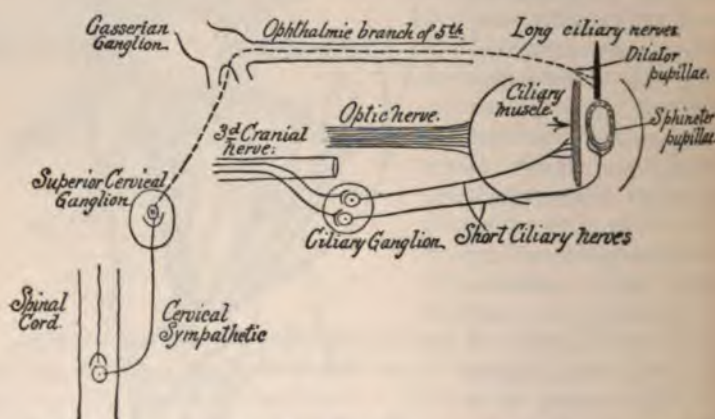 Gasserian
Ganglion.
Ophthalmic branch of 5th.
Long ciliary nerves.
Dilator
pupillae.
Ciliary
muscle.
Optic nerve.
Sphincter
pupillae.
3d Cranial
nerve.
Superior Cervical
Ganglion.
Ciliary Ganglion.
Short Ciliary nerves
Spinal
Cord.
Cervical
Sympathetic